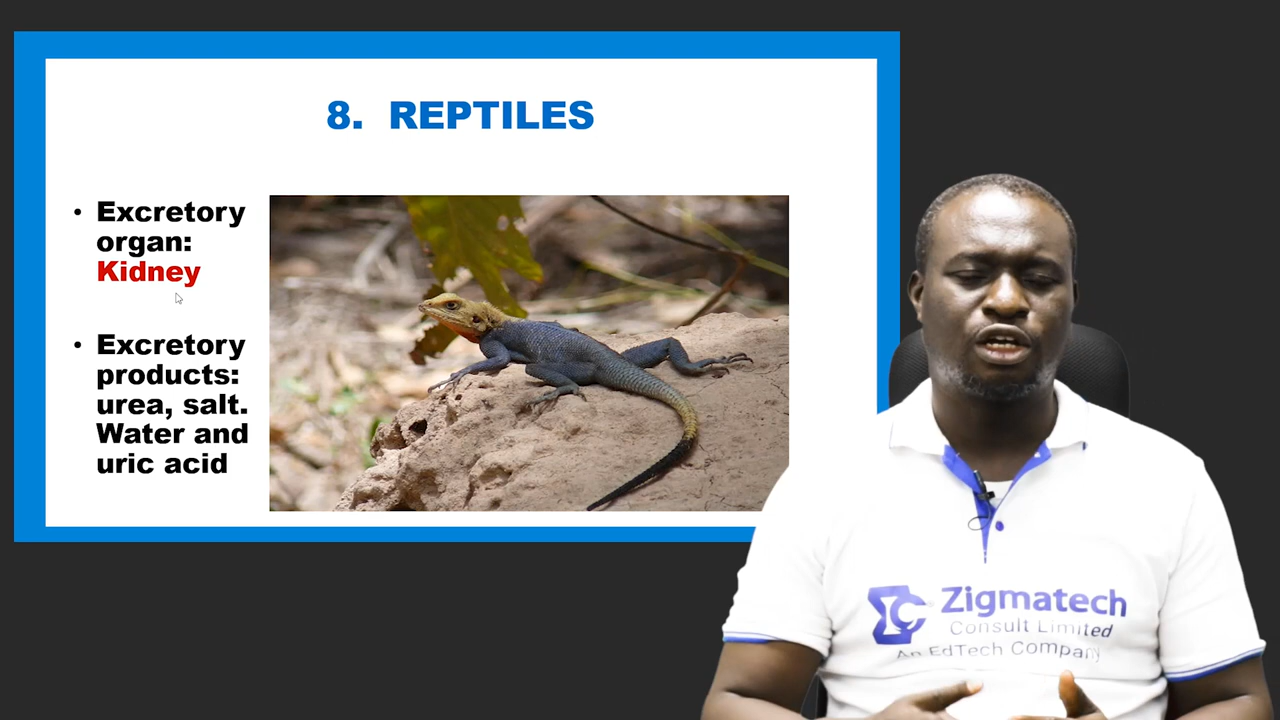 8. REPTILES
• Excretory
organ:
Kidney
• Excretory
products:
urea, salt.
Water and
uric acid
Zigmatech
Consult Limited
An EdTech Company